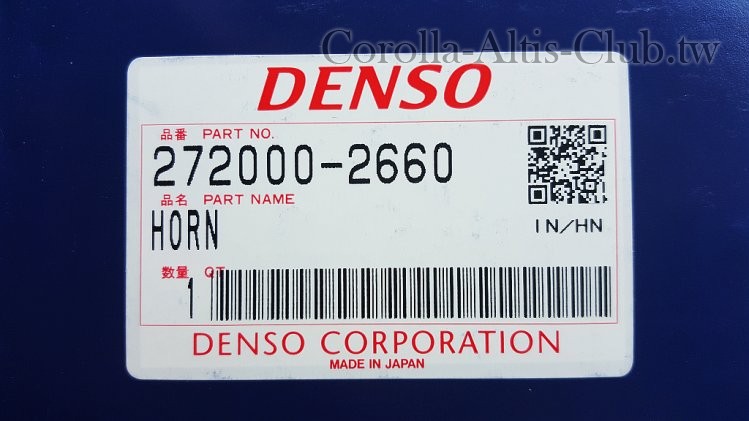 Corolla-Altis-Club.tw
DENSO
品番 PART NO.
272000-2660
品名 PART NAME
HORN
IN/HN
数量 QT
1
DENSO CORPORATION
MADE IN JAPAN